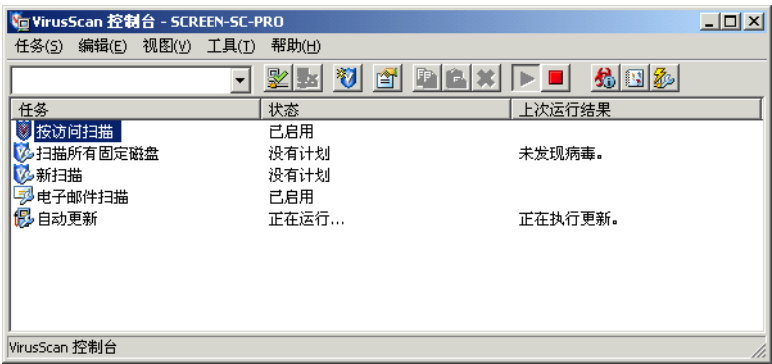 VirusScan 控制台 - SCREEN-SC-PRO
任务(S) 编辑(E) 视图(V) 工具(T) 帮助(H)
任务 状态 上次运行结果
按访问扫描 已启用
扫描所有固定磁盘 没有计划 未发现病毒。
新扫描 没有计划
电子邮件扫描 已启用
自动更新 正在运行... 正在执行更新。
VirusScan 控制台